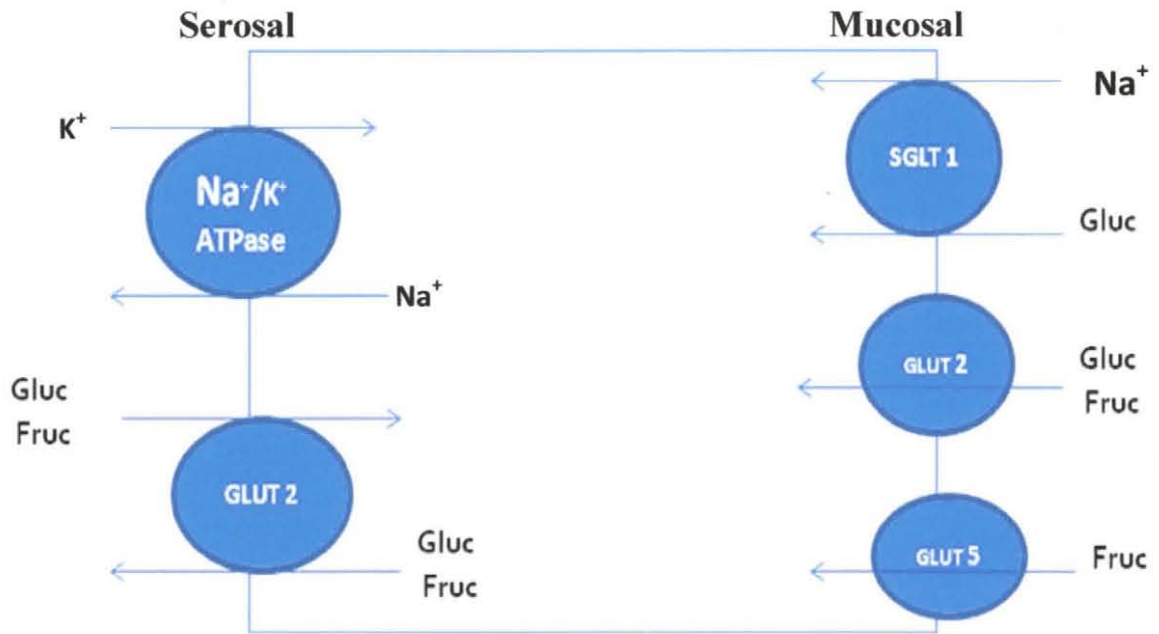 Serosal
Mucosal
K⁺
Na⁺/K⁺
ATPase
Na⁺
Gluc
Fruc
GLUT 2
Gluc
Fruc
Na⁺
SGLT 1
Gluc
GLUT 2
Gluc
Fruc
GLUT 5
Fruc